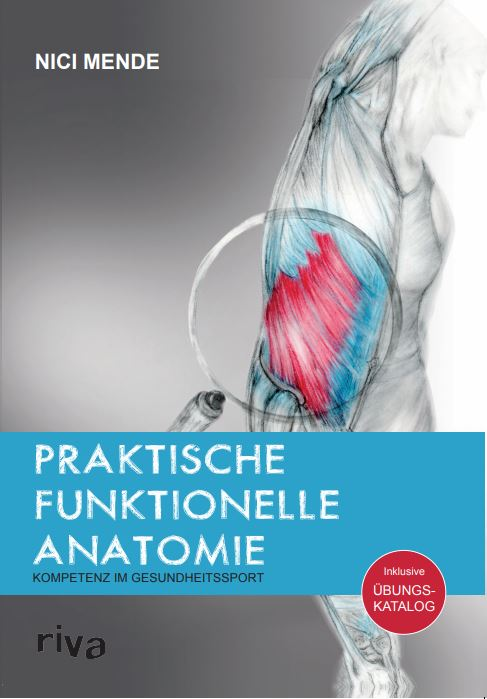 NICI MENDE
PRAKTISCHE
FUNKTIONELLE
ANATOMIE
KOMPETENZ IM GESUNDHEITSSPORT
Inklusive
ÜBUNGS-
KATALOG
riva